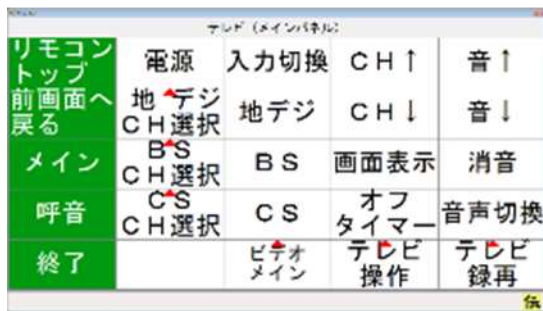 テレビ (メインパネル)
リモコン
トップ
電源
入力切換
CH↑
音↑
前画面へ
戻る
地デジ
CH選択
地デジ
CH↓
音↓
メイン
BS
CH選択
BS
画面表示
消音
呼音
CS
CH選択
CS
オフ
タイマー
音声切換
終了
ビデオ
メイン
テレビ
操作
テレビ
録再
伝